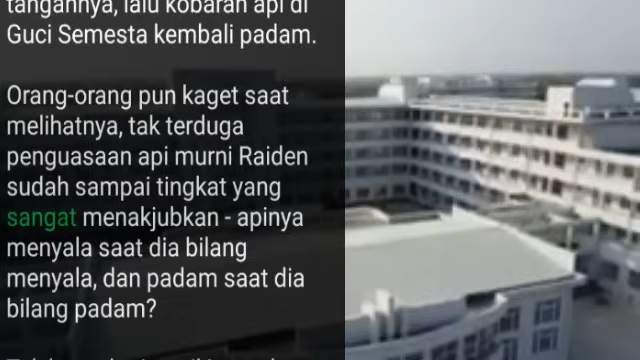 tangannya, lalu kobaran api di
Guci Semesta kembali padam.
Orang-orang pun kaget saat
melihatnya, tak terduga
penguasaan api murni Raiden
sudah sampai tingkat yang
sangat menakjubkan - apinya
menyala saat dia bilang
menyala, dan padam saat dia
bilang padam?